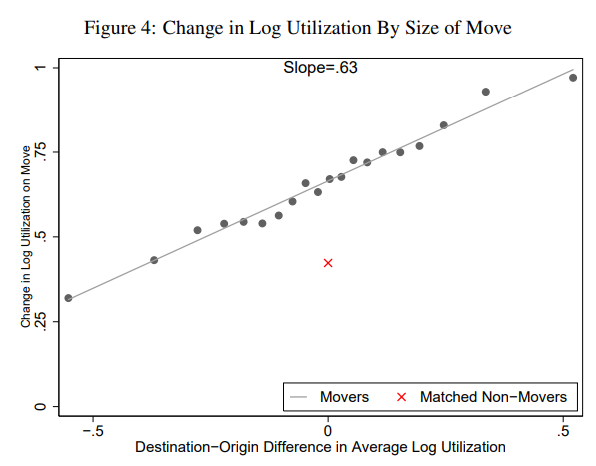 Figure 4: Change in Log Utilization By Size of Move
Slope=.63
Change in Log Utilization on Move
1
.75
.5
.25
0
−.5
0
.5
Destination−Origin Difference in Average Log Utilization
Movers
Matched Non−Movers